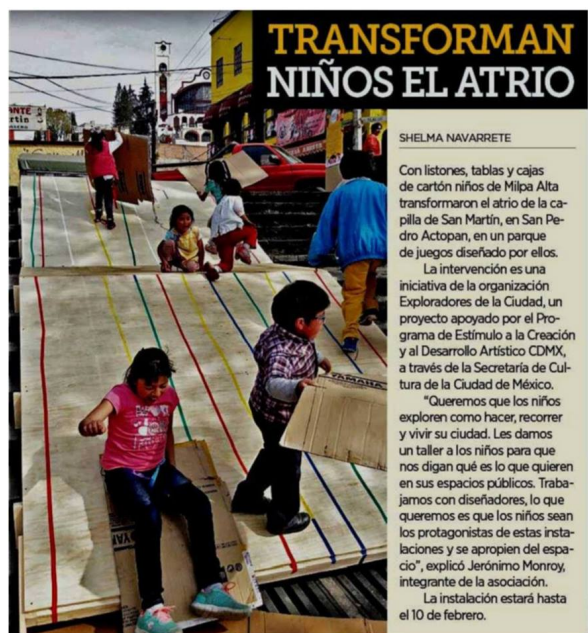 TRANSFORMAN
NIÑOS EL ATRIO
SHELMA NAVARRETE
Con listones, tablas y cajas
de cartón niños de Milpa Alta
transformaron el atrio de la ca-
pilla de San Martín, en San Pe-
dro Actopan, en un parque
de juegos diseñado por ellos.
La intervención es una
iniciativa de la organización
Exploradores de la Ciudad, un
proyecto apoyado por el Pro-
grama de Estímulo a la Creación
y al Desarrollo Artístico CDMX,
a través de la Secretaría de Cul-
tura de la Ciudad de México.
"Queremos que los niños
exploren como hacer, recorrer
y vivir su ciudad. Les damos
un taller a los niños para que
nos digan qué es lo que quieren
en sus espacios públicos. Traba-
jamos con diseñadores, lo que
queremos es que los niños sean
los protagonistas de estas insta-
laciones y se apropien del espa-
cio", explicó Jerónimo Monroy,
integrante de la asociación.
La instalación estará hasta
el 10 de febrero.
YAMAHA